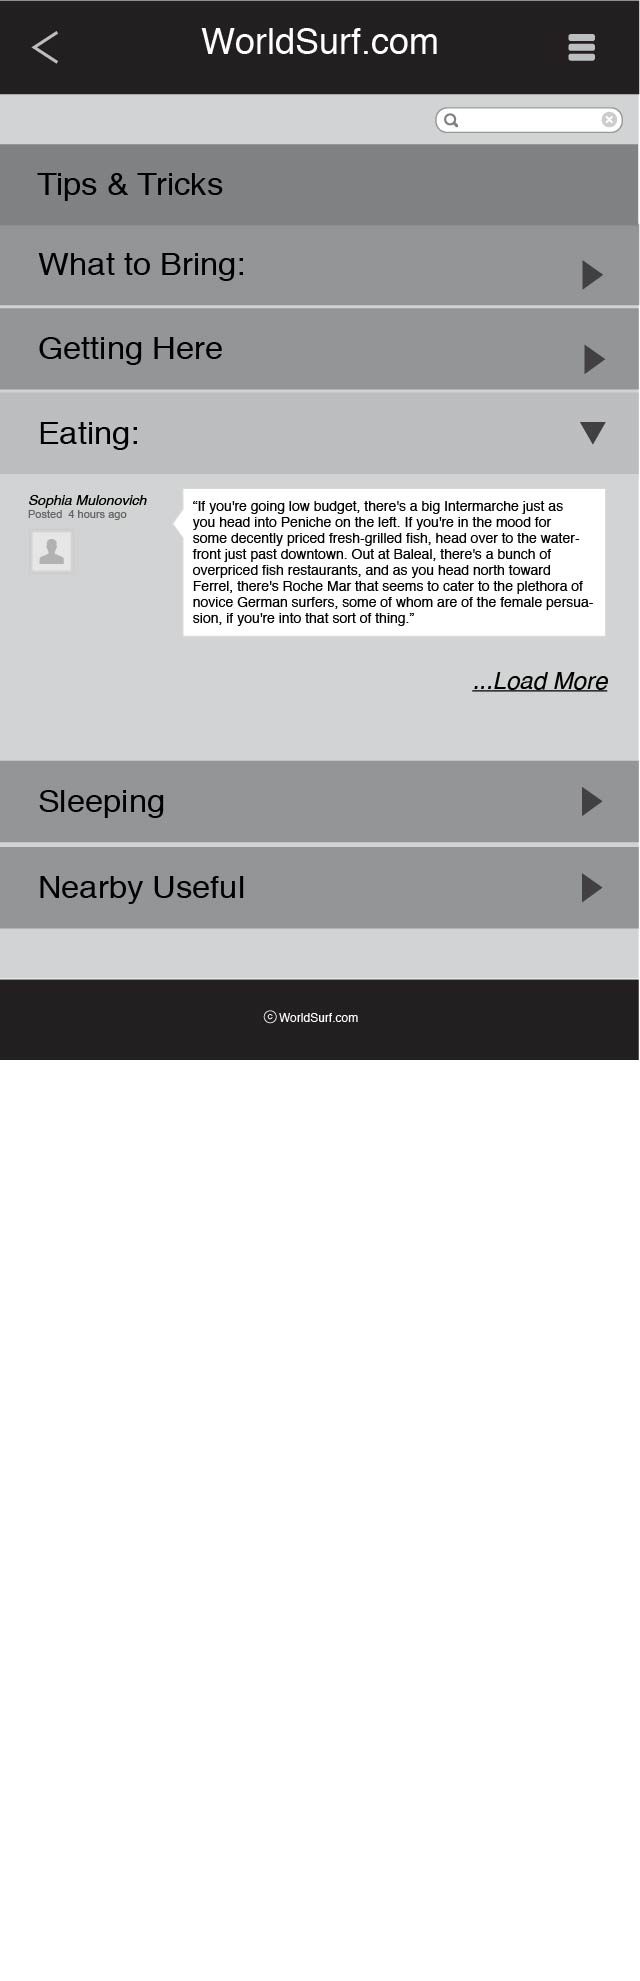 WorldSurf.com
Tips & Tricks
What to Bring:
Getting Here
Eating:
Sophia Mulonovich
Posted 4 hours ago
“If you're going low budget, there's a big Intermarche just as
you head into Peniche on the left. If you're in the mood for
some decently priced fresh-grilled fish, head over to the water-
front just past downtown. Out at Baleal, there's a bunch of
overpriced fish restaurants, and as you head north toward
Ferrel, there's Roche Mar that seems to cater to the plethora of
novice German surfers, some of whom are of the female persua-
sion, if you're into that sort of thing.”
...Load More
Sleeping
Nearby Useful
© WorldSurf.com